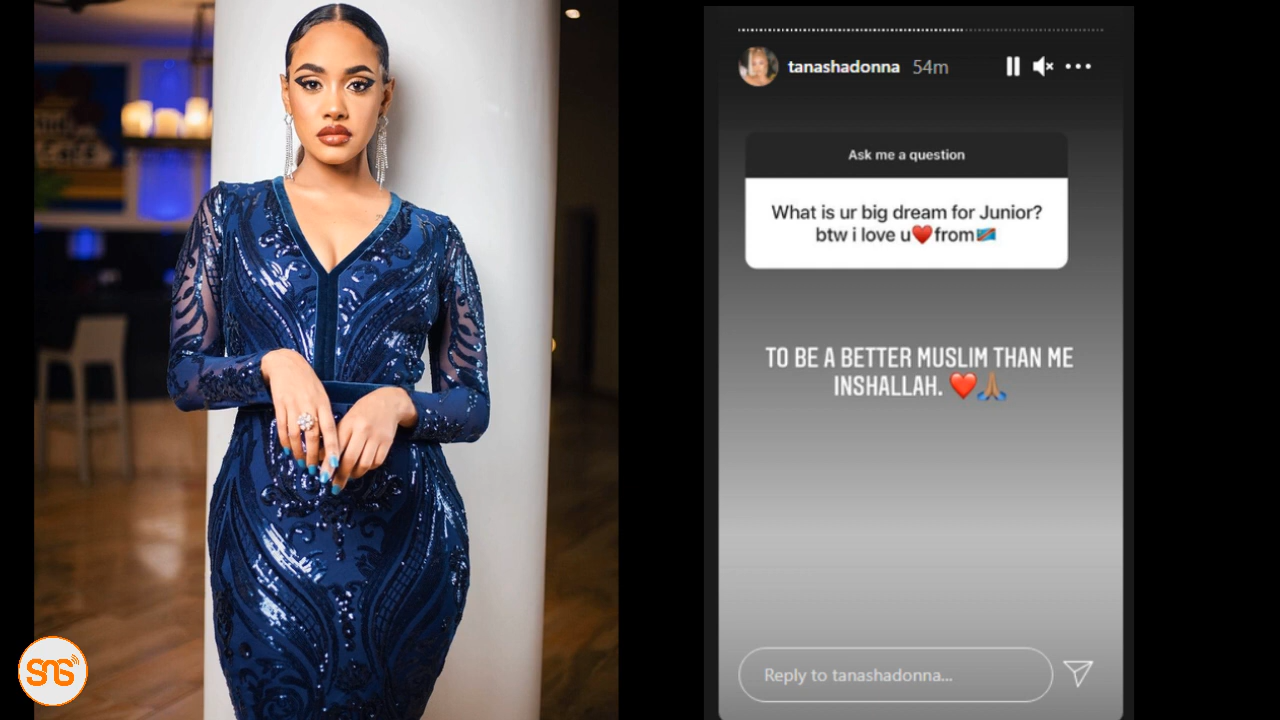 tanashadonna 54m
Ask me a question
What is ur big dream for Junior?
btw i love u❤️from🇨🇩
TO BE A BETTER MUSLIM THAN ME
INSHALLAH. ❤️🙏🏾
Reply to tanashadonna...
SNS